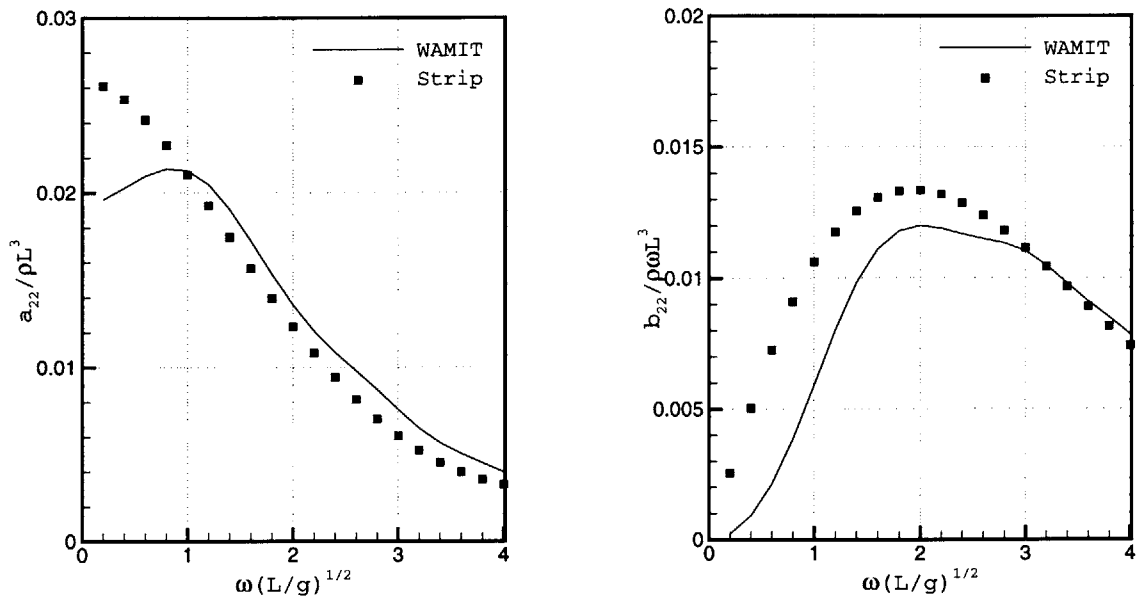 0.03
0.02
0.01
0
a₂₂/ρL³
WAMIT
Strip
0 1 2 3 4
ω(L/g)^1/2
0.02
0.015
0.01
0.005
0
b₂₂/ρωL³
WAMIT
Strip
0 1 2 3 4
ω(L/g)^1/2